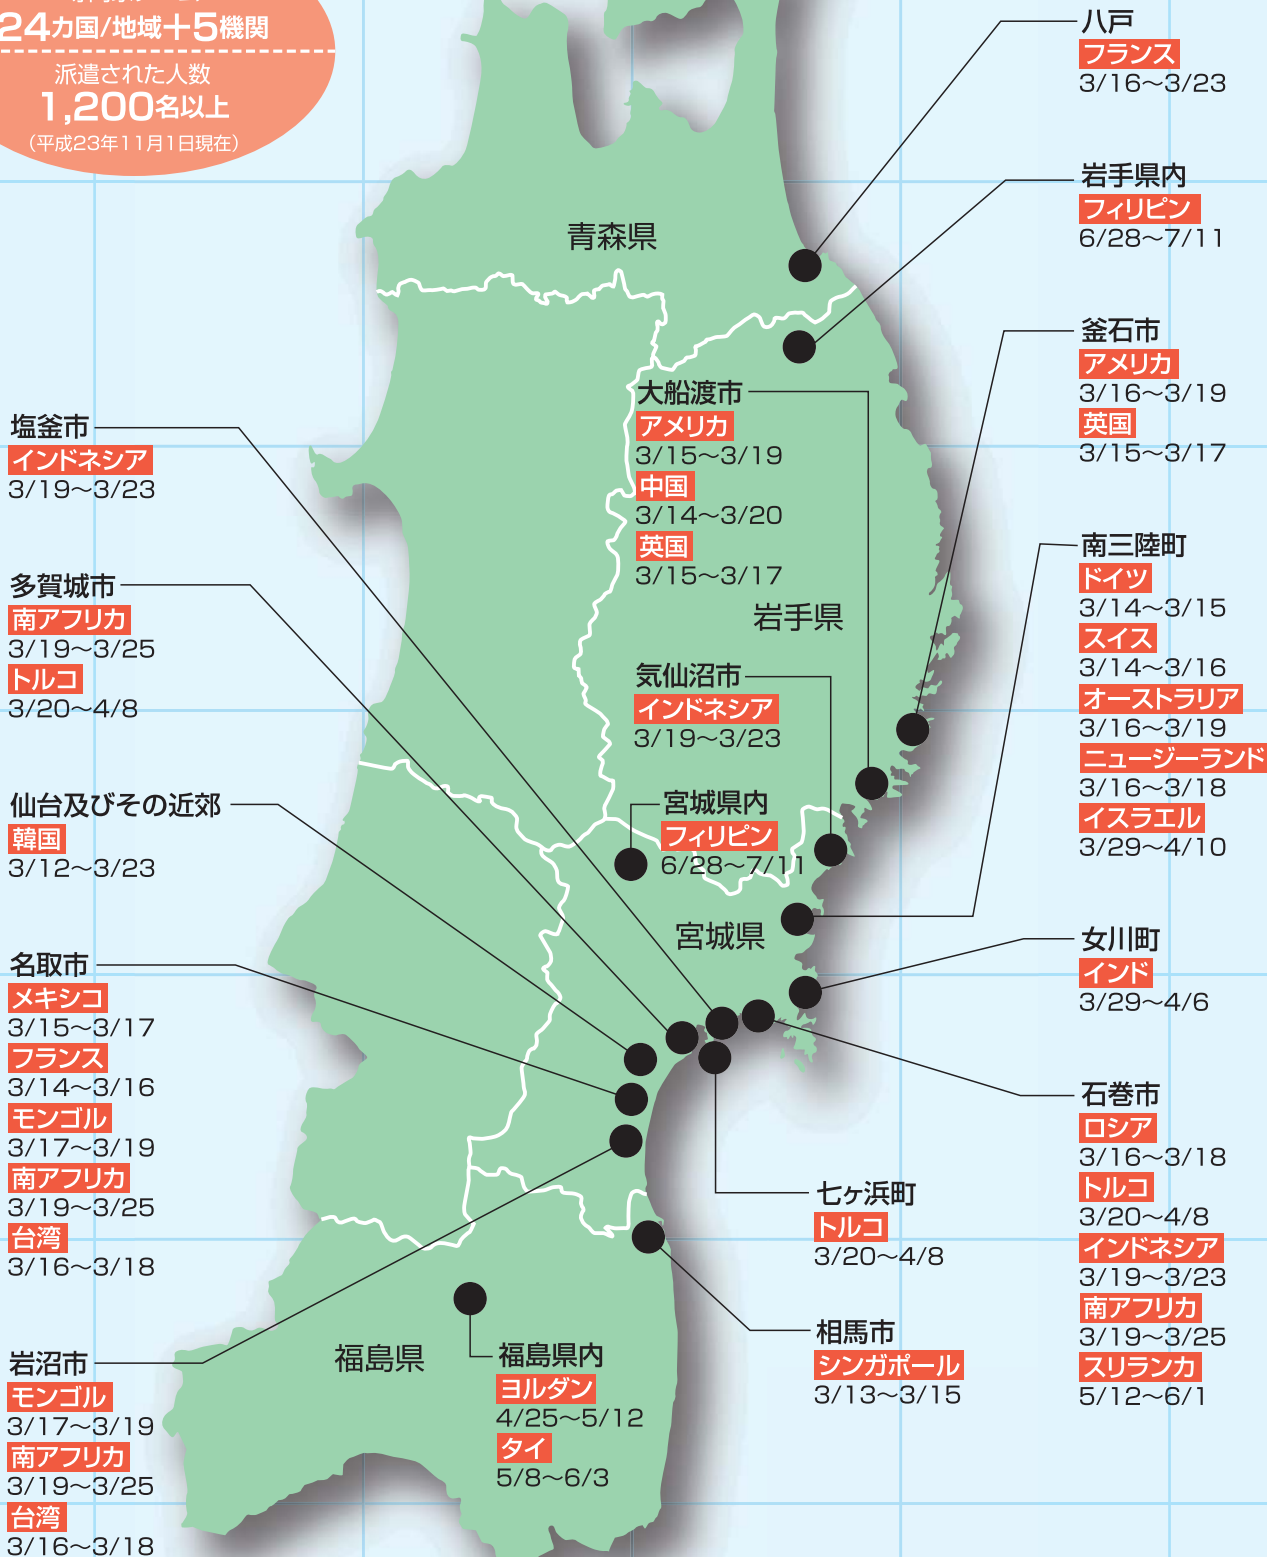 24カ国/地域＋5機関
派遣された人数
1,200名以上
（平成23年11月1日現在）
青森県
八戸
フランス
3/16〜3/23
岩手県内
フィリピン
6/28〜7/11
釜石市
アメリカ
3/16〜3/19
英国
3/15〜3/17
大船渡市
アメリカ
3/15〜3/19
中国
3/14〜3/20
英国
3/15〜3/17
岩手県
気仙沼市
インドネシア
3/19〜3/23
宮城県内
フィリピン
6/28〜7/11
宮城県
南三陸町
ドイツ
3/14〜3/15
スイス
3/14〜3/16
オーストラリア
3/16〜3/19
ニュージーランド
3/16〜3/18
イスラエル
3/29〜4/10
女川町
インド
3/29〜4/6
石巻市
ロシア
3/16〜3/18
トルコ
3/20〜4/8
インドネシア
3/19〜3/23
南アフリカ
3/19〜3/25
スリランカ
5/12〜6/1
塩釜市
インドネシア
3/19〜3/23
多賀城市
南アフリカ
3/19〜3/25
トルコ
3/20〜4/8
仙台及びその近郊
韓国
3/12〜3/23
名取市
メキシコ
3/15〜3/17
フランス
3/14〜3/16
モンゴル
3/17〜3/19
南アフリカ
3/19〜3/25
台湾
3/16〜3/18
岩沼市
モンゴル
3/17〜3/19
南アフリカ
3/19〜3/25
台湾
3/16〜3/18
七ヶ浜町
トルコ
3/20〜4/8
相馬市
シンガポール
3/13〜3/15
福島県
福島県内
ヨルダン
4/25〜5/12
タイ
5/8〜6/3